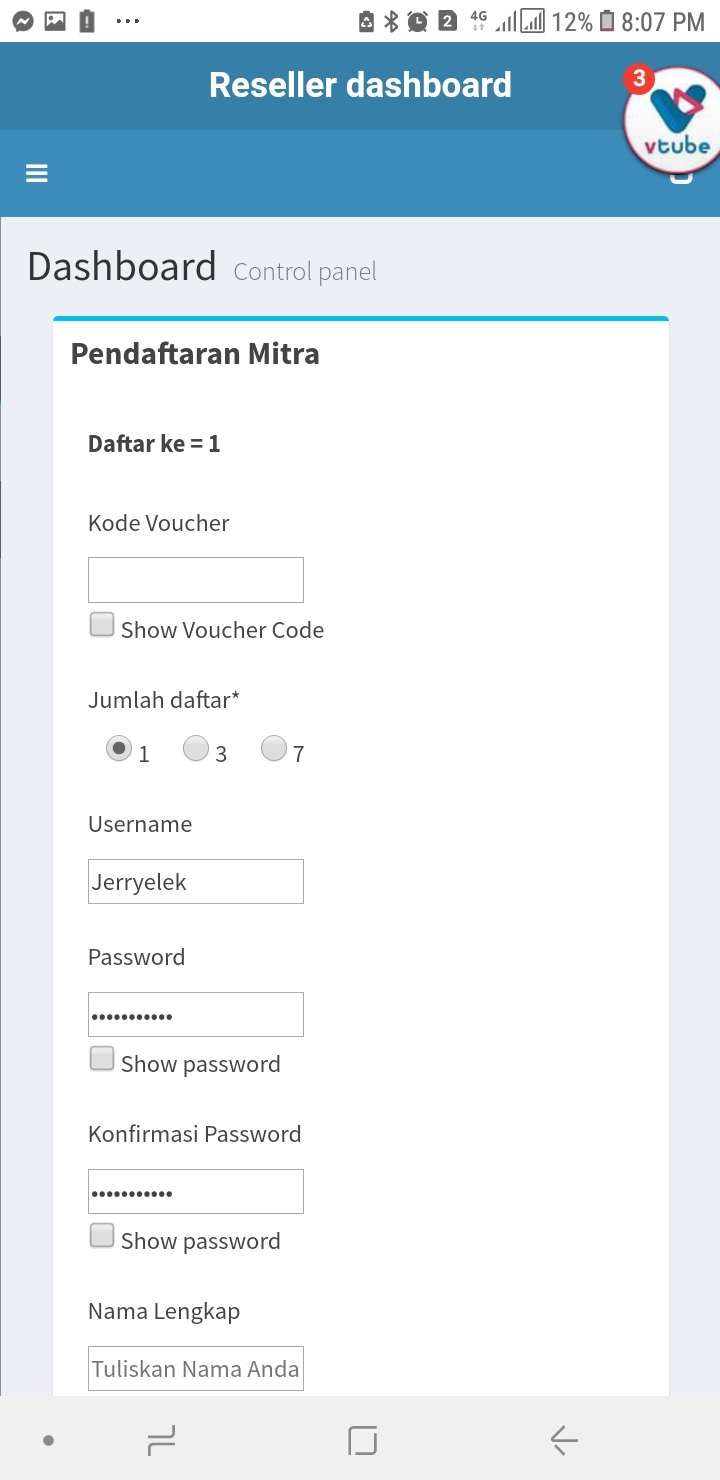 4G 12% 8:07 PM
2
Reseller dashboard
3
vtube
Dashboard Control panel
Pendaftaran Mitra
Daftar ke = 1
Kode Voucher
Show Voucher Code
Jumlah daftar*
1 3 7
Username
Jerryelek
Password
•••••••••••
Show password
Konfirmasi Password
•••••••••••
Show password
Nama Lengkap
Tuliskan Nama Anda